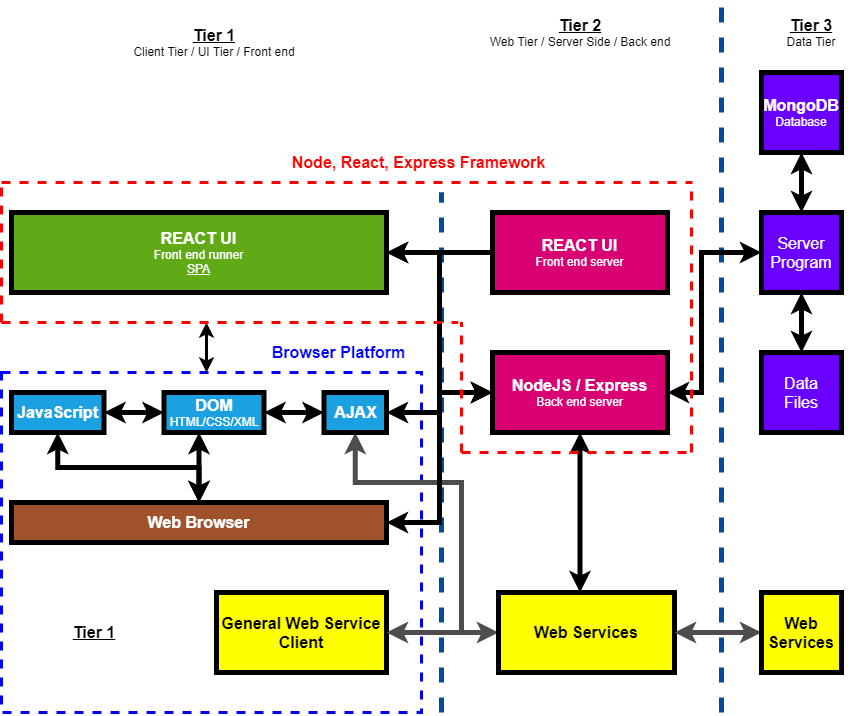 Tier 1
Client Tier / UI Tier / Front end
Tier 2
Web Tier / Server Side / Back end
Tier 3
Data Tier
MongoDB
Database
Node, React, Express Framework
REACT UI
Front end runner
SPA
REACT UI
Front end server
Server
Program
Browser Platform
NodeJS / Express
Back end server
Data
Files
JavaScript
DOM
HTML/CSS/XML
AJAX
Web Browser
Tier 1
General Web Service
Client
Web Services
Web
Services